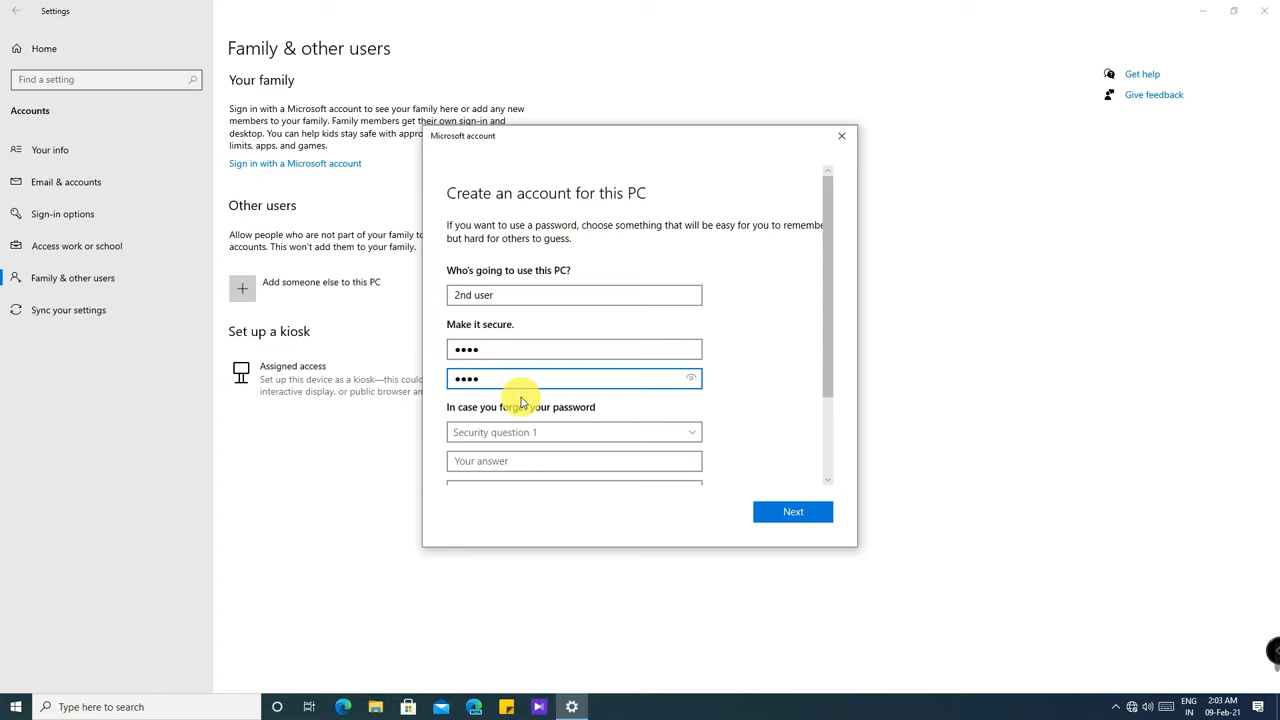 Settings
Home
Find a setting
Accounts
Your info
Email & accounts
Sign-in options
Access work or school
Family & other users
Sync your settings
Family & other users
Your family
Sign in with a Microsoft account to see your family here or add any new
members to your family. Family members get their own sign-in and
desktop. You can help kids stay safe with appro
limits, apps, and games.
Sign in with a Microsoft account
Other users
Allow people who are not part of your family to
accounts. This won't add them to your family.
Add someone else to this PC
Set up a kiosk
Assigned access
Set up this device as a kiosk—this coul
interactive display, or public browser an
Get help
Give feedback
Microsoft account
Create an account for this PC
If you want to use a password, choose something that will be easy for you to remembe
but hard for others to guess.
Who's going to use this PC?
2nd user
Make it secure.
●●●●
●●●●
In case you forget your password
Security question 1
Your answer
Next
Type here to search
ENG
IN
2:03 AM
09-Feb-21